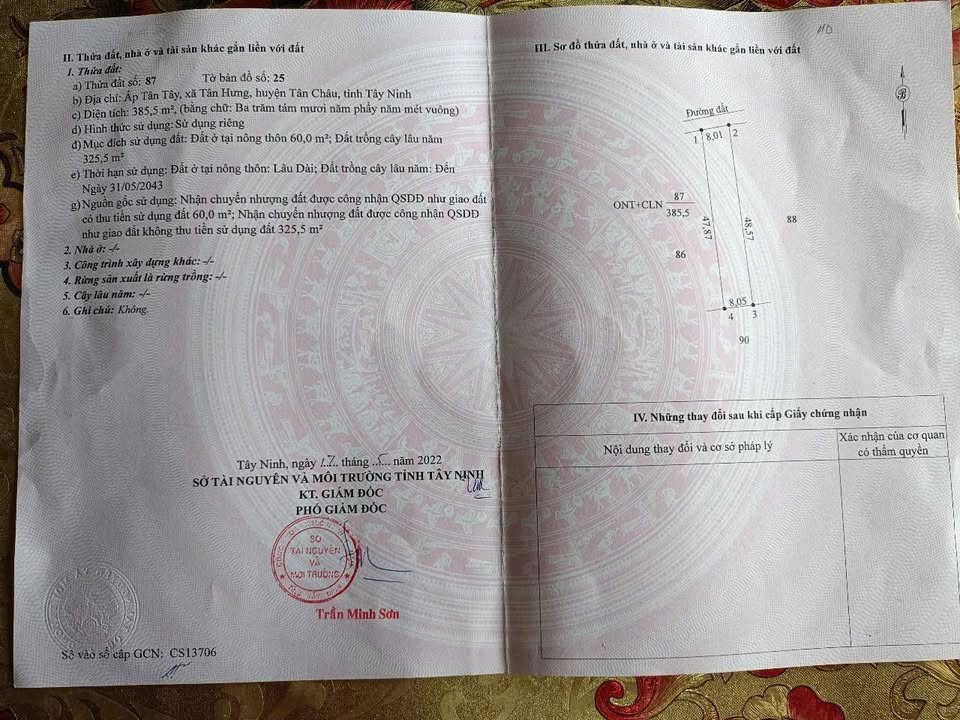 II. Thửa đất, nhà ở và tài sản khác gắn liền với đất
1. Thửa đất:
a) Thửa đất số: 87 Tờ bản đồ số: 25
b) Địa chỉ: Ấp Tân Tây, xã Tân Hưng, huyện Tân Châu, tỉnh Tây Ninh
c) Diện tích: 385,5 m², (bằng chữ: Ba trăm tám mươi năm phẩy năm mét vuông)
d) Hình thức sử dụng: Sử dụng riêng
đ) Mục đích sử dụng đất: Đất ở tại nông thôn 60,0 m²; Đất trồng cây lâu năm
325,5 m²
e) Thời hạn sử dụng: Đất ở tại nông thôn: Lâu Dài; Đất trồng cây lâu năm: Đến
Ngày 31/05/2043
g) Nguồn gốc sử dụng: Nhận chuyển nhượng đất được công nhận QSDĐ như giao đất
có thu tiền sử dụng đất 60,0 m²; Nhận chuyển nhượng đất được công nhận QSDĐ
như giao đất không thu tiền sử dụng đất 325,5 m²
2. Nhà ở: -/-
3. Công trình xây dựng khác: -/-
4. Rừng sản xuất là rừng trồng: -/-
5. Cây lâu năm: -/-
6. Ghi chú: Không.
Tây Ninh, ngày 17 tháng 5 năm 2022
SỞ TÀI NGUYÊN VÀ MÔI TRƯỜNG TỈNH TÂY NINH
KT. GIÁM ĐỐC
PHÓ GIÁM ĐỐC
SỞ
TÀI NGUYÊN
VÀ
MÔI TRƯỜNG
Trần Minh Sơn
Số vào sổ cấp GCN: CS13706
110
III. Sơ đồ thửa đất, nhà ở và tài sản khác gắn liền với đất
B
Đường đất
1 8,01 2
ONT+CLN 87
385,5
47,87
48,57
88
86
8,05
4 3
90
IV. Những thay đổi sau khi cấp Giấy chứng nhận
Nội dung thay đổi và cơ sở pháp lý
Xác nhận của cơ quan
có thẩm quyền